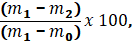 (m₁ − m₂)
/ (m₁ − m₀) x 100,